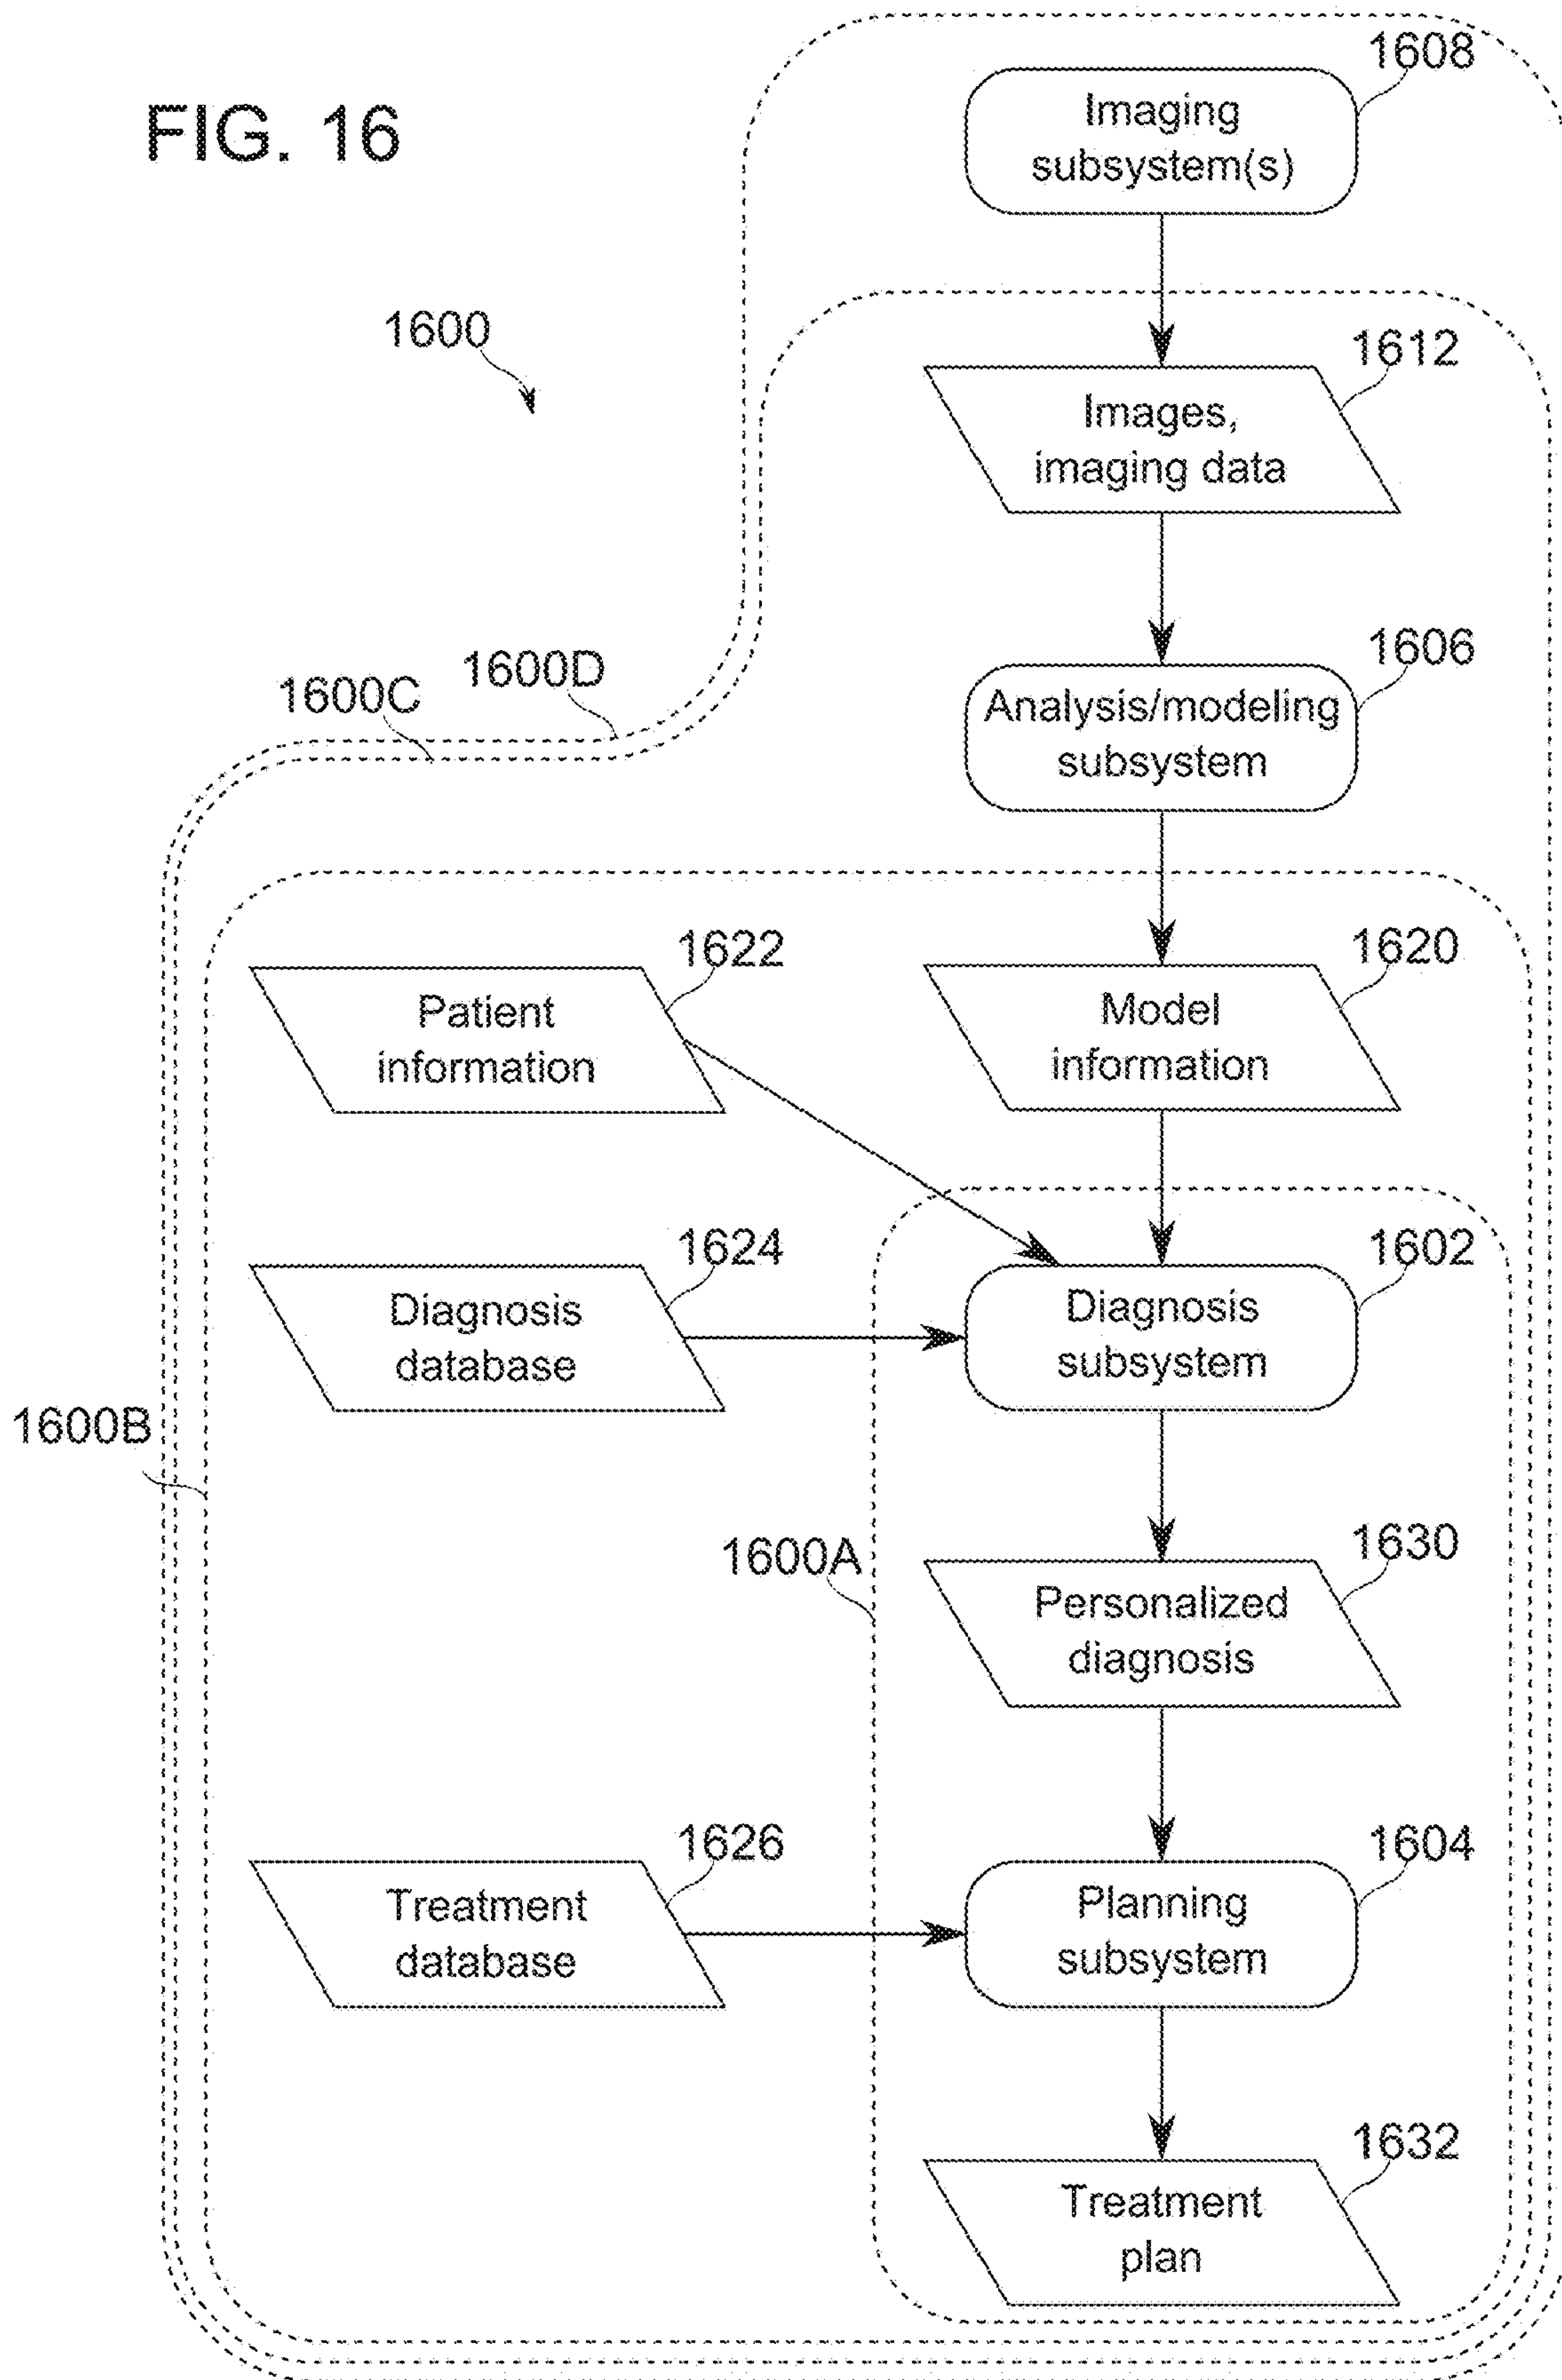 FIG. 16
1608
Imaging
subsystem(s)
1600
1612
Images,
imaging data
1606
Analysis/modeling
subsystem
1600D
1600C
1622
Patient
information
1620
Model
information
1624
Diagnosis
database
1602
Diagnosis
subsystem
1600B
1600A
1630
Personalized
diagnosis
1626
Treatment
database
1604
Planning
subsystem
1632
Treatment
plan